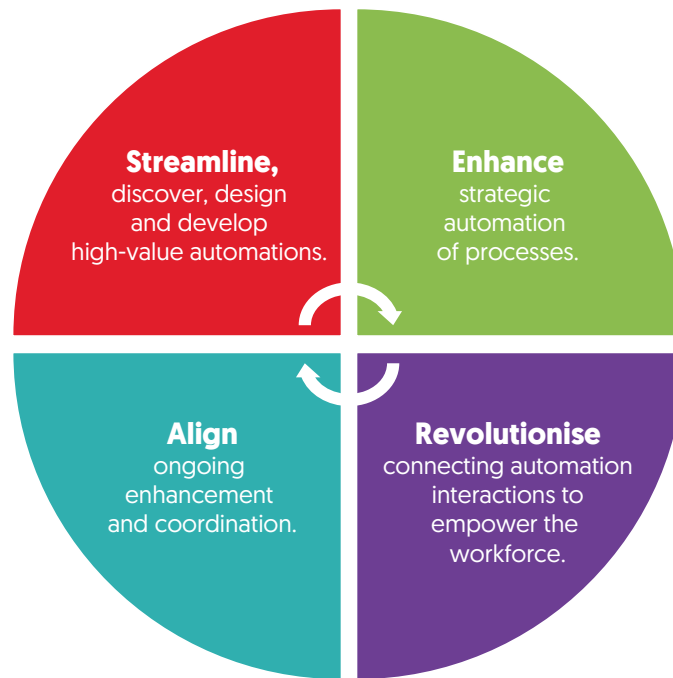 Streamline,
discover, design
and develop
high-value automations.
Enhance
strategic
automation
of processes.
Align
ongoing
enhancement
and coordination.
Revolutionise
connecting automation
interactions to
empower the
workforce.